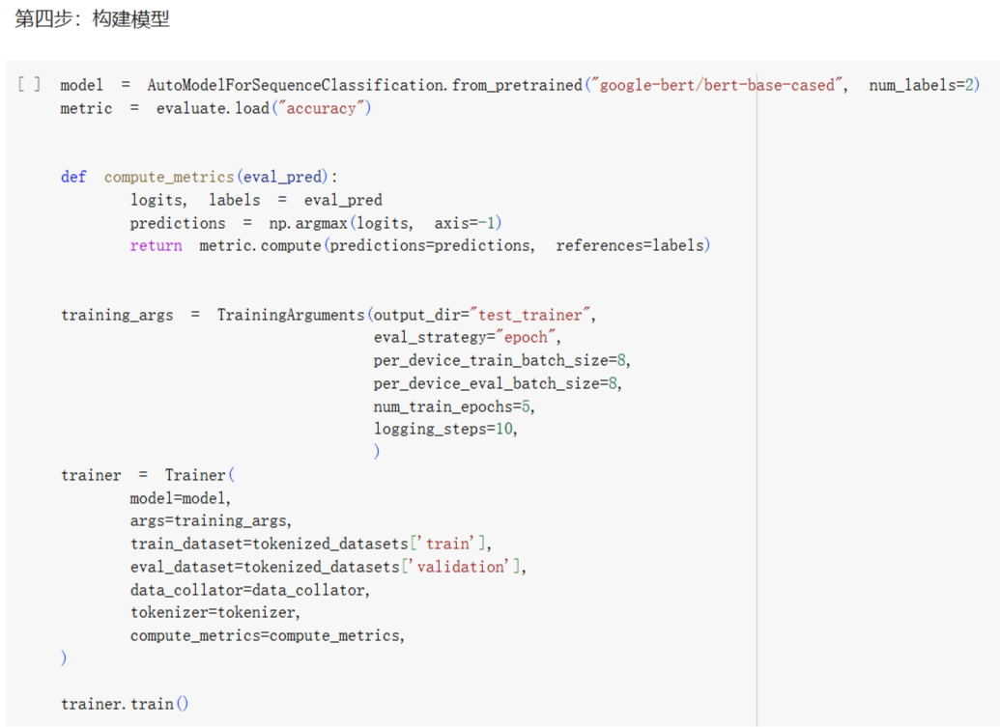 第四步：构建模型
[ ] model = AutoModelForSequenceClassification.from_pretrained("google-bert/bert-base-cased", num_labels=2)
metric = evaluate.load("accuracy")
def compute_metrics(eval_pred):
logits, labels = eval_pred
predictions = np.argmax(logits, axis=-1)
return metric.compute(predictions=predictions, references=labels)
training_args = TrainingArguments(output_dir="test_trainer",
eval_strategy="epoch",
per_device_train_batch_size=8,
per_device_eval_batch_size=8,
num_train_epochs=5,
logging_steps=10,
)
trainer = Trainer(
model=model,
args=training_args,
train_dataset=tokenized_datasets['train'],
eval_dataset=tokenized_datasets['validation'],
data_collator=data_collator,
tokenizer=tokenizer,
compute_metrics=compute_metrics,
)
trainer.train()